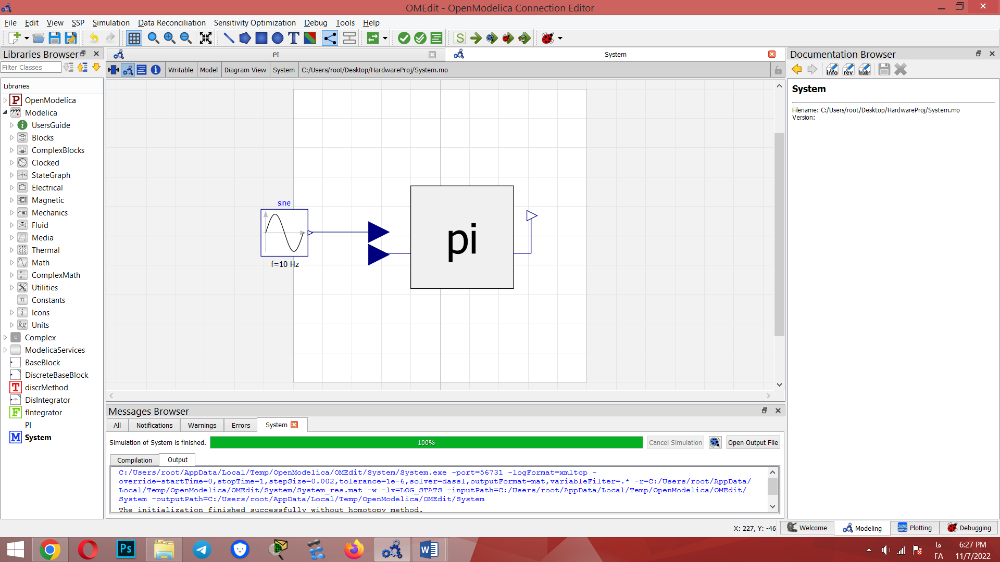 OMEdit - OpenModelica Connection Editor
File Edit View SSP Simulation Data Reconciliation Sensitivity Optimization Debug Tools Help
T
S
Libraries Browser
PI
System
Documentation Browser
Filter Classes
Writable Model Diagram View System C:/Users/root/Desktop/HardwareProj/System.mo
info rev header
Libraries
P OpenModelica
Modelica
UsersGuide
Blocks
ComplexBlocks
Clocked
StateGraph
Electrical
Magnetic
Mechanics
Fluid
Media
Thermal
Math
ComplexMath
Utilities
π Constants
i Icons
kg Units
C Complex
ModelicaServices
BaseBlock
DiscreteBaseBlock
T discrMethod
DisIntegrator
F fIntegrator
PI
M System
sine
f=10 Hz
pi
System
Filename: C:/Users/root/Desktop/HardwareProj/System.mo
Version:
Messages Browser
All Notifications Warnings Errors System
Simulation of System is finished. 100% Cancel Simulation Open Output File
Compilation Output
C:/Users/root/AppData/Local/Temp/OpenModelica/OMEdit/System/System.exe -port=56731 -logFormat=xmltcp -
override=startTime=0,stopTime=1,stepSize=0.002,tolerance=1e-6,solver=dassl,outputFormat=mat,variableFilter=.* -r=C:/Users/root/AppData/
Local/Temp/OpenModelica/OMEdit/System/System_res.mat -w -lv=LOG_STATS -inputPath=C:/Users/root/AppData/Local/Temp/OpenModelica/OMEdit/
System -outputPath=C:/Users/root/AppData/Local/Temp/OpenModelica/OMEdit/System
The initialization finished successfully without homotopy method.
X: 227, Y: -46 Welcome Modeling Plotting Debugging
Ps
فا
FA
6:27 PM
11/7/2022